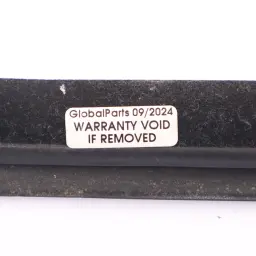 GlobalParts 09/2024
WARRANTY VOID
IF REMOVED